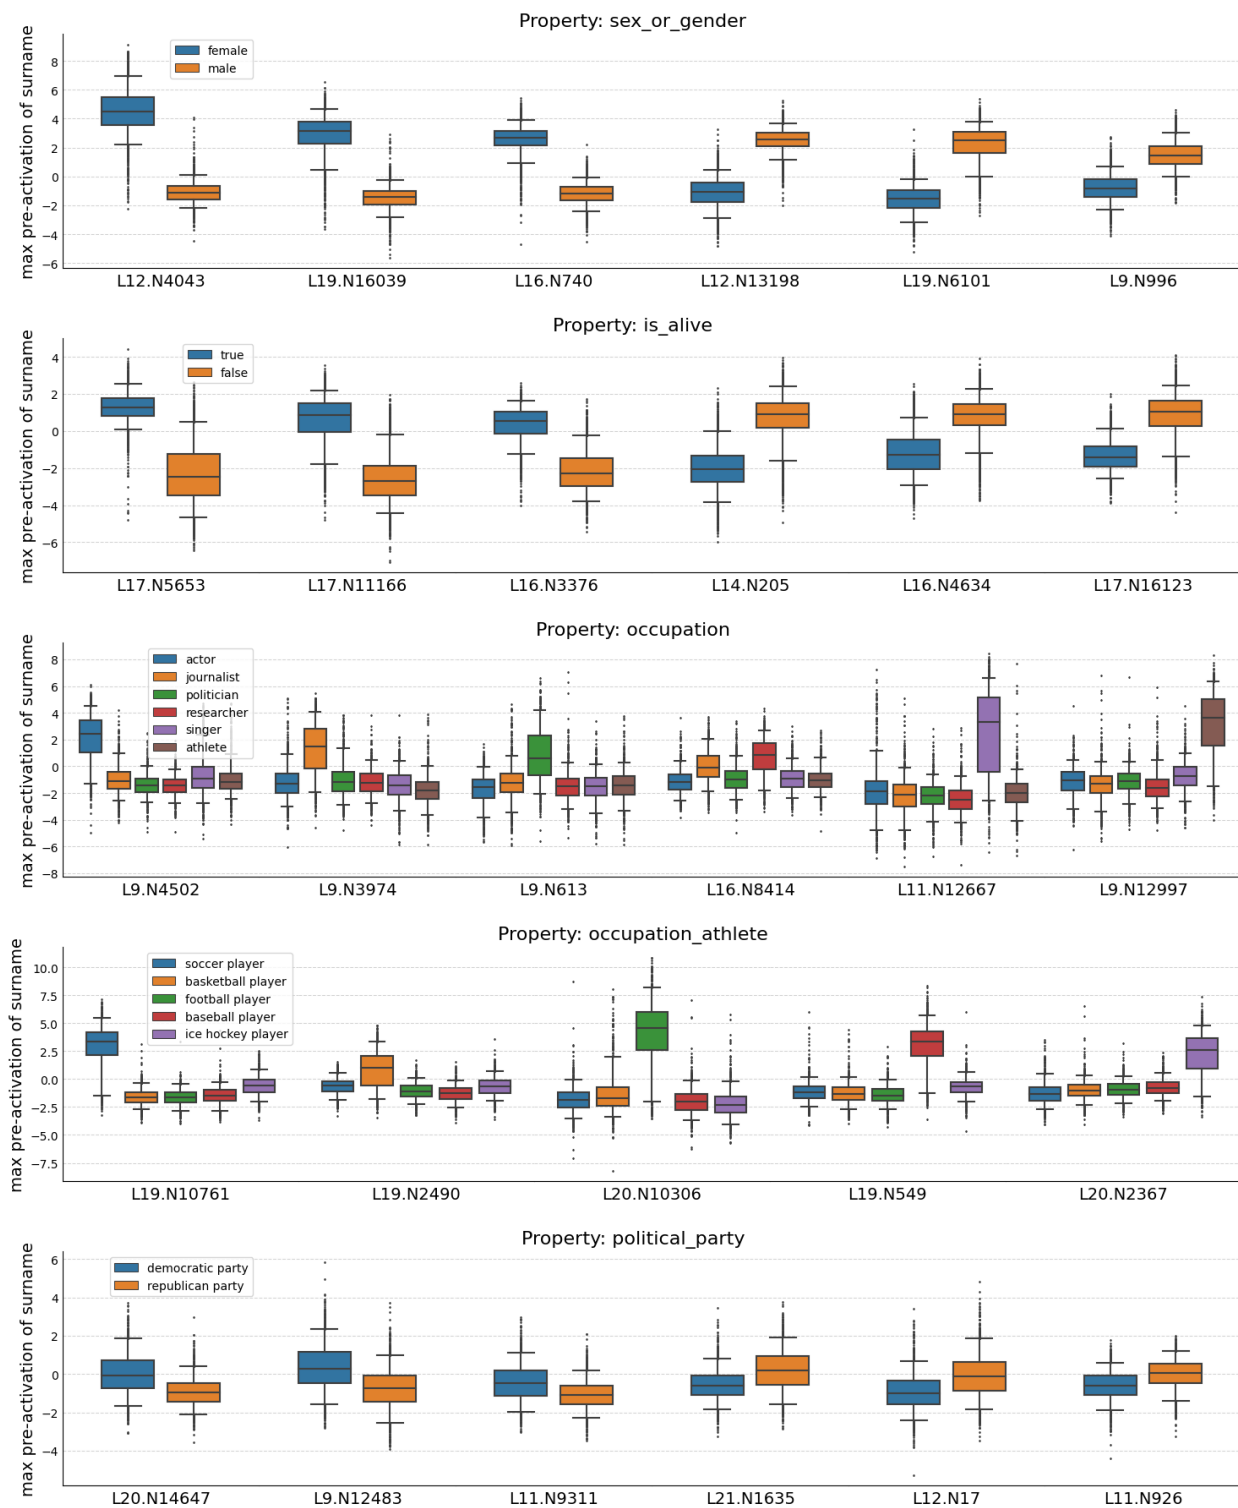 Property: sex_or_gender
max pre-activation of surname
8
6
4
2
0
−2
−4
−6
female
male
L12.N4043 L19.N16039 L16.N740 L12.N13198 L19.N6101 L9.N996
Property: is_alive
max pre-activation of surname
4
2
0
−2
−4
−6
true
false
L17.N5653 L17.N11166 L16.N3376 L14.N205 L16.N4634 L17.N16123
Property: occupation
max pre-activation of surname
8
6
4
2
0
−2
−4
−6
−8
actor
journalist
politician
researcher
singer
athlete
L9.N4502 L9.N3974 L9.N613 L16.N8414 L11.N12667 L9.N12997
Property: occupation_athlete
max pre-activation of surname
10.0
7.5
5.0
2.5
0.0
−2.5
−5.0
−7.5
soccer player
basketball player
football player
baseball player
ice hockey player
L19.N10761 L19.N2490 L20.N10306 L19.N549 L20.N2367
Property: political_party
max pre-activation of surname
6
4
2
0
−2
−4
democratic party
republican party
L20.N14647 L9.N12483 L11.N9311 L21.N1635 L12.N17 L11.N926